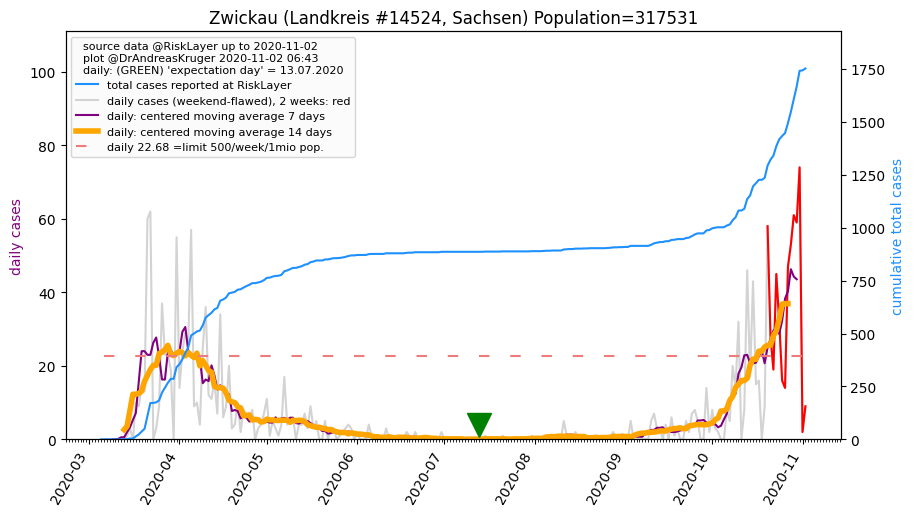 Zwickau (Landkreis #14524, Sachsen) Population=317531
source data @RiskLayer up to 2020-11-02
plot @DrAndreasKruger 2020-11-02 06:43
daily: (GREEN) 'expectation day' = 13.07.2020
total cases reported at RiskLayer
daily cases (weekend-flawed), 2 weeks: red
daily: centered moving average 7 days
daily: centered moving average 14 days
daily 22.68 =limit 500/week/1mio pop.
daily cases
100
80
60
40
20
0
cumulative total cases
1750
1500
1250
1000
750
500
250
0
2020-03
2020-04
2020-05
2020-06
2020-07
2020-08
2020-09
2020-10
2020-11